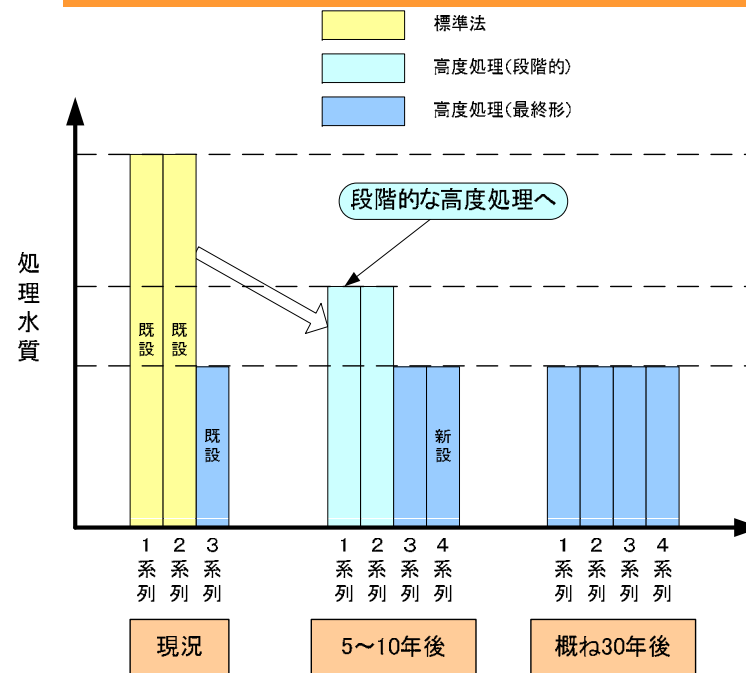 標準法
高度処理(段階的)
高度処理(最終形)
段階的な高度処理へ
処理水質
既設
既設
既設
新設
1系列
2系列
3系列
1系列
2系列
3系列
4系列
1系列
2系列
3系列
4系列
現況
5～10年後
概ね30年後